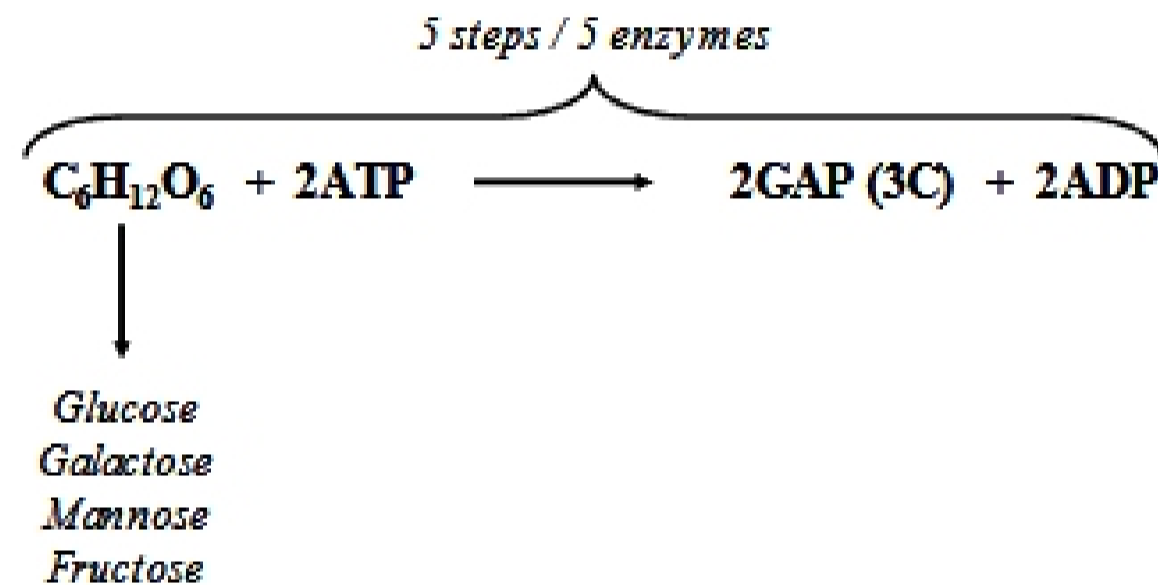 5 steps / 5 enzymes
C₆H₁₂O₆ + 2ATP 2GAP (3C) + 2ADP
Glucose
Galactose
Mannose
Fructose